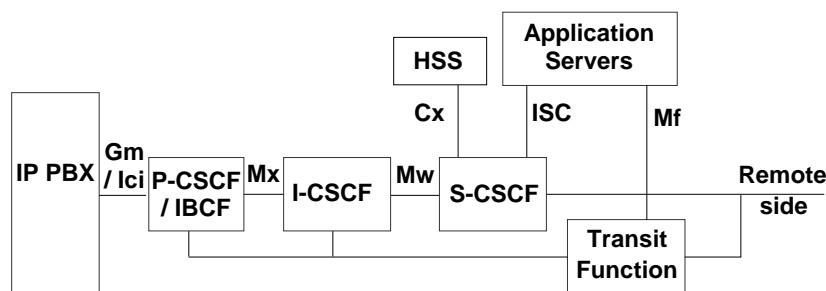 Application
Servers
HSS
Cx
ISC
Mf
IP PBX
Gm
/ Ici
P-CSCF
/ IBCF
Mx
I-CSCF
Mw
S-CSCF
Remote
side
Transit
Function